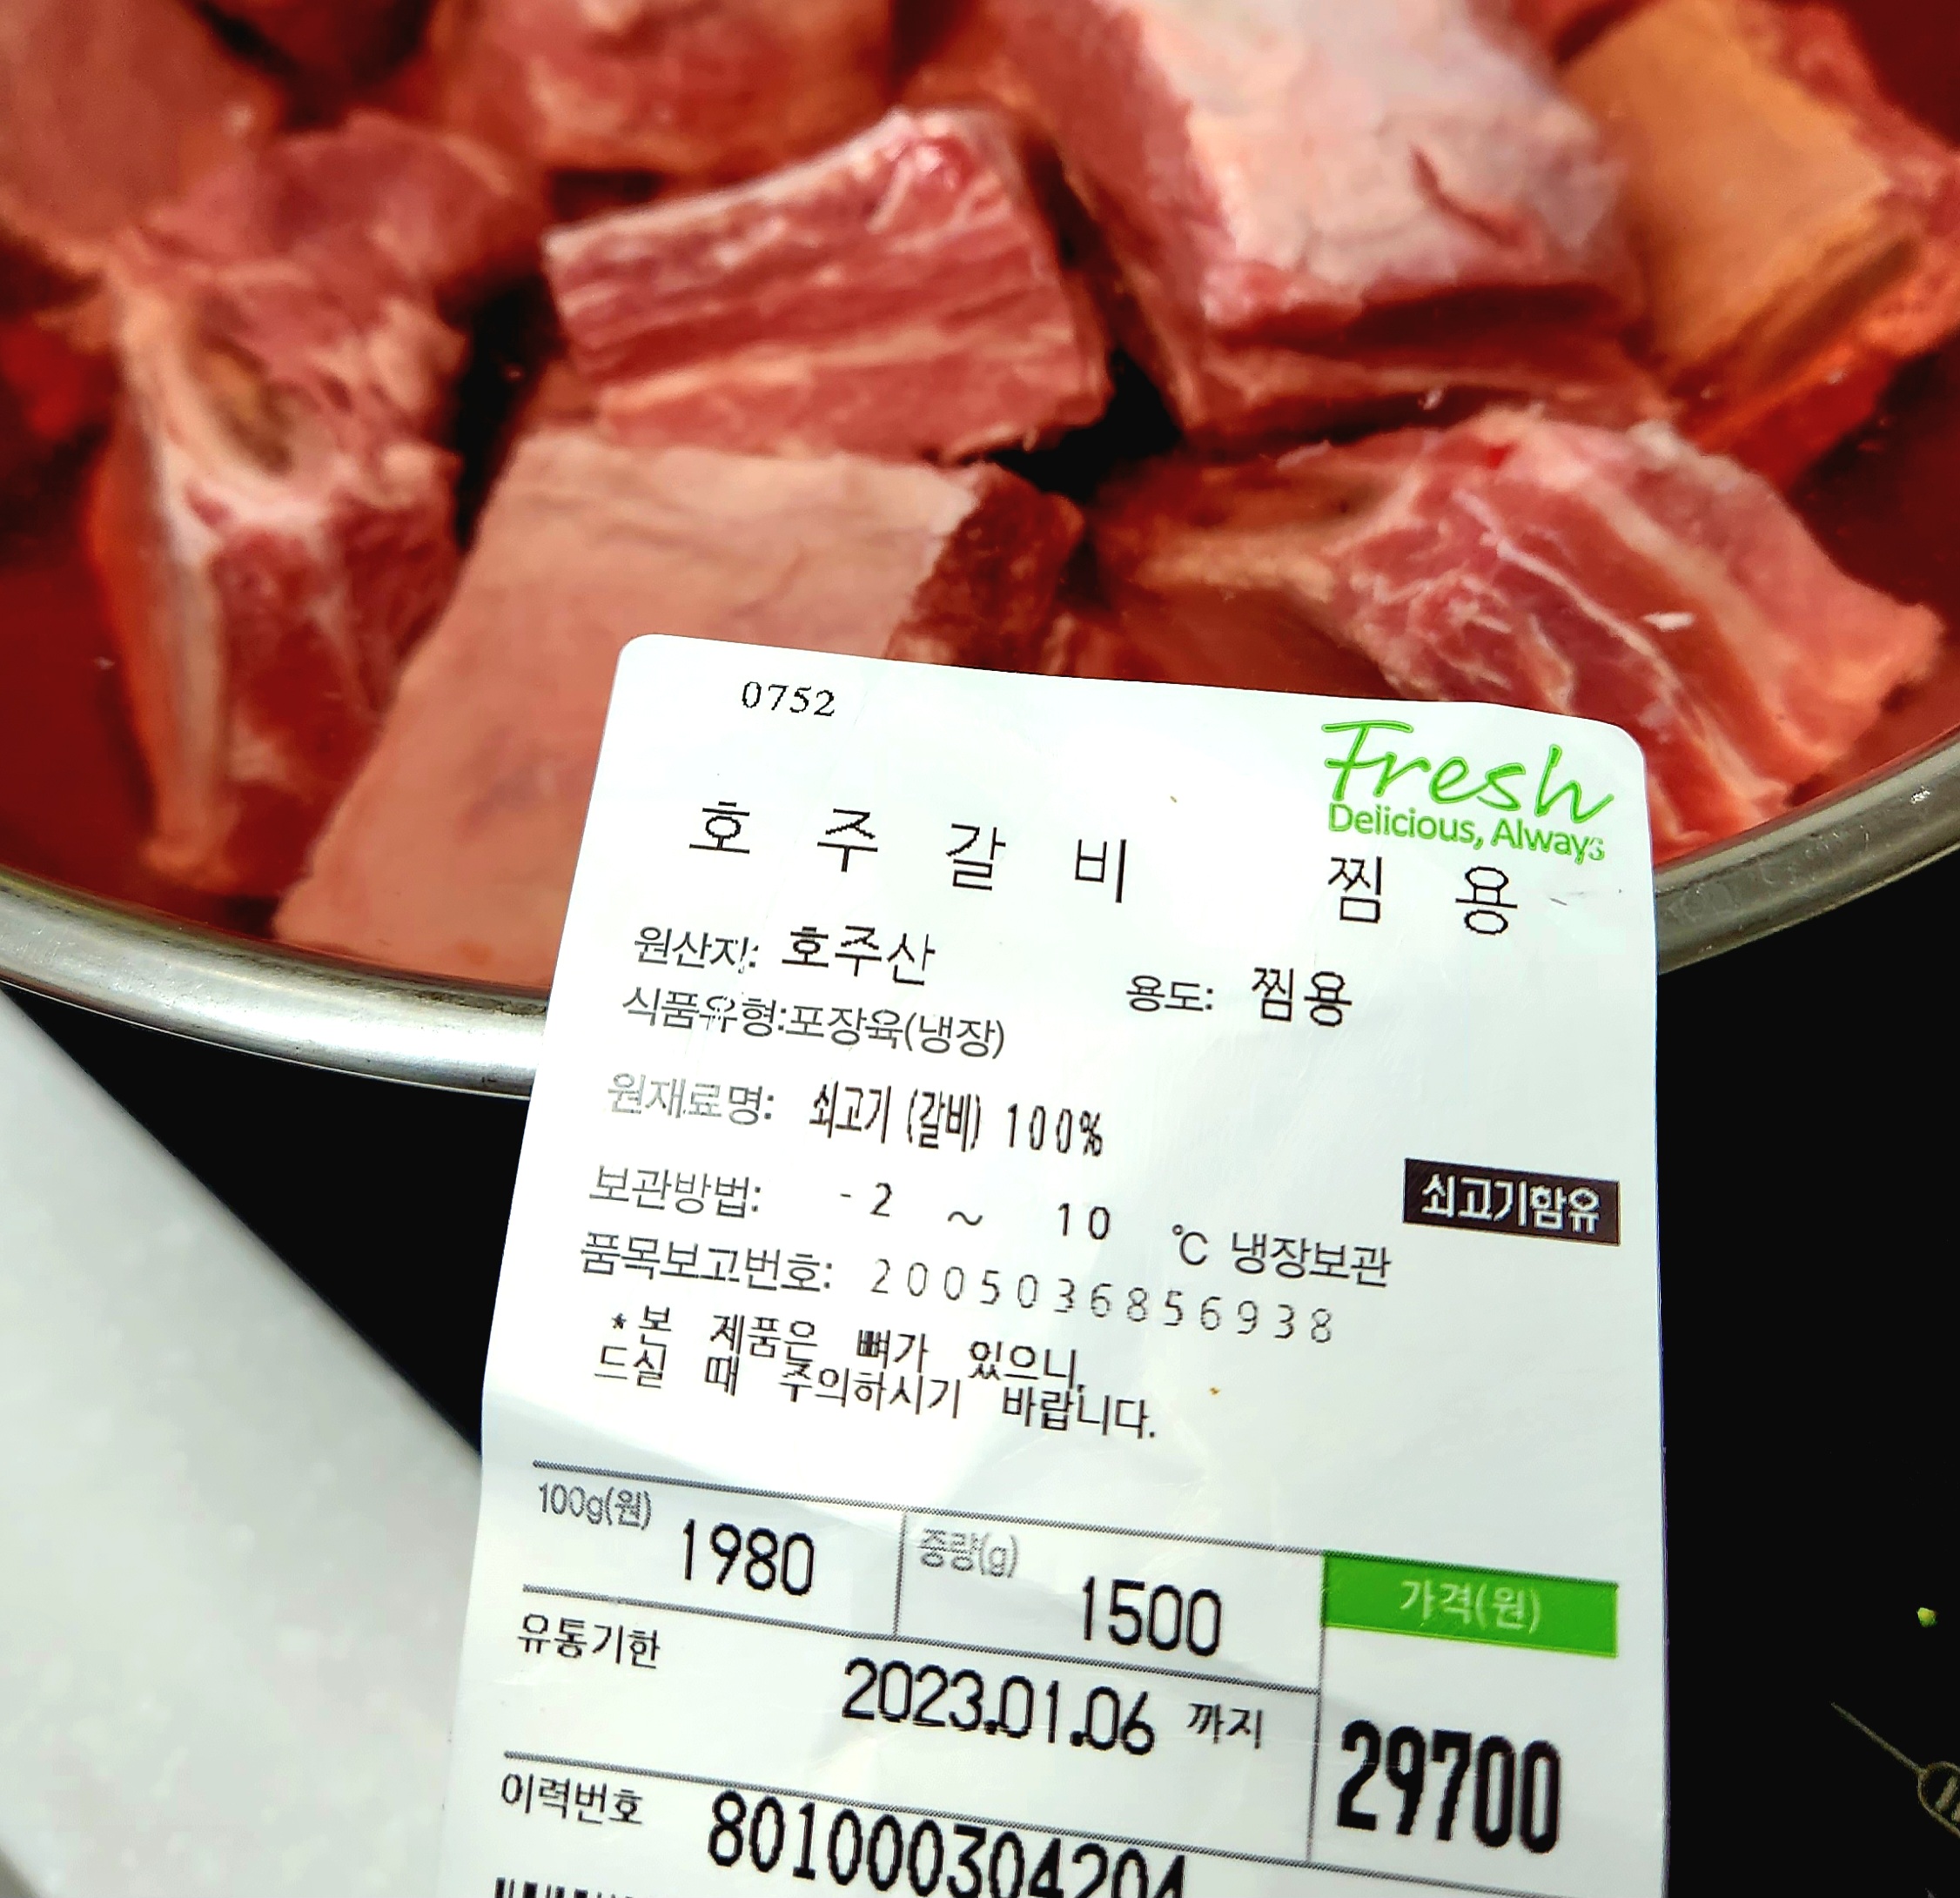 0752
Fresh
Delicious, Always
호주갈비 찜용
원산지: 호주산 용도: 찜용
식품유형:포장육(냉장)
원재료명: 쇠고기 (갈비) 100%
쇠고기함유
보관방법: -2 ~ 10 ℃ 냉장보관
품목보고번호: 2005036856938
*본 제품은 뼈가 있으니,
드실 때 주의하시기 바랍니다.
100g(원) 1980 중량(g) 1500 가격(원)
유통기한 2023.01.06 까지
29700
이력번호 801000304204